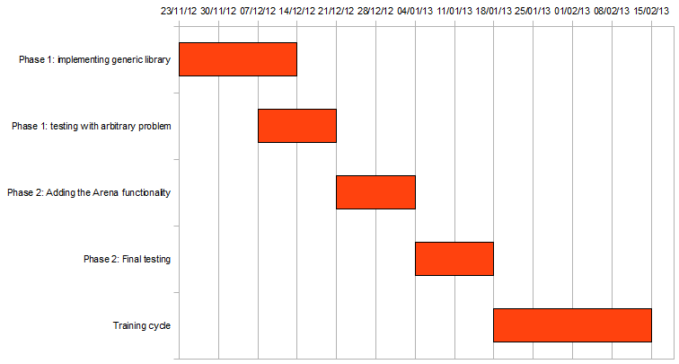 23/11/12 30/11/12 07/12/12 14/12/12 21/12/12 28/12/12 04/01/13 11/01/13 18/01/13 25/01/13 01/02/13 08/02/13 15/02/13
Phase 1: implementing generic library
Phase 1: testing with arbitrary problem
Phase 2: Adding the Arena functionality
Phase 2: Final testing
Training cycle